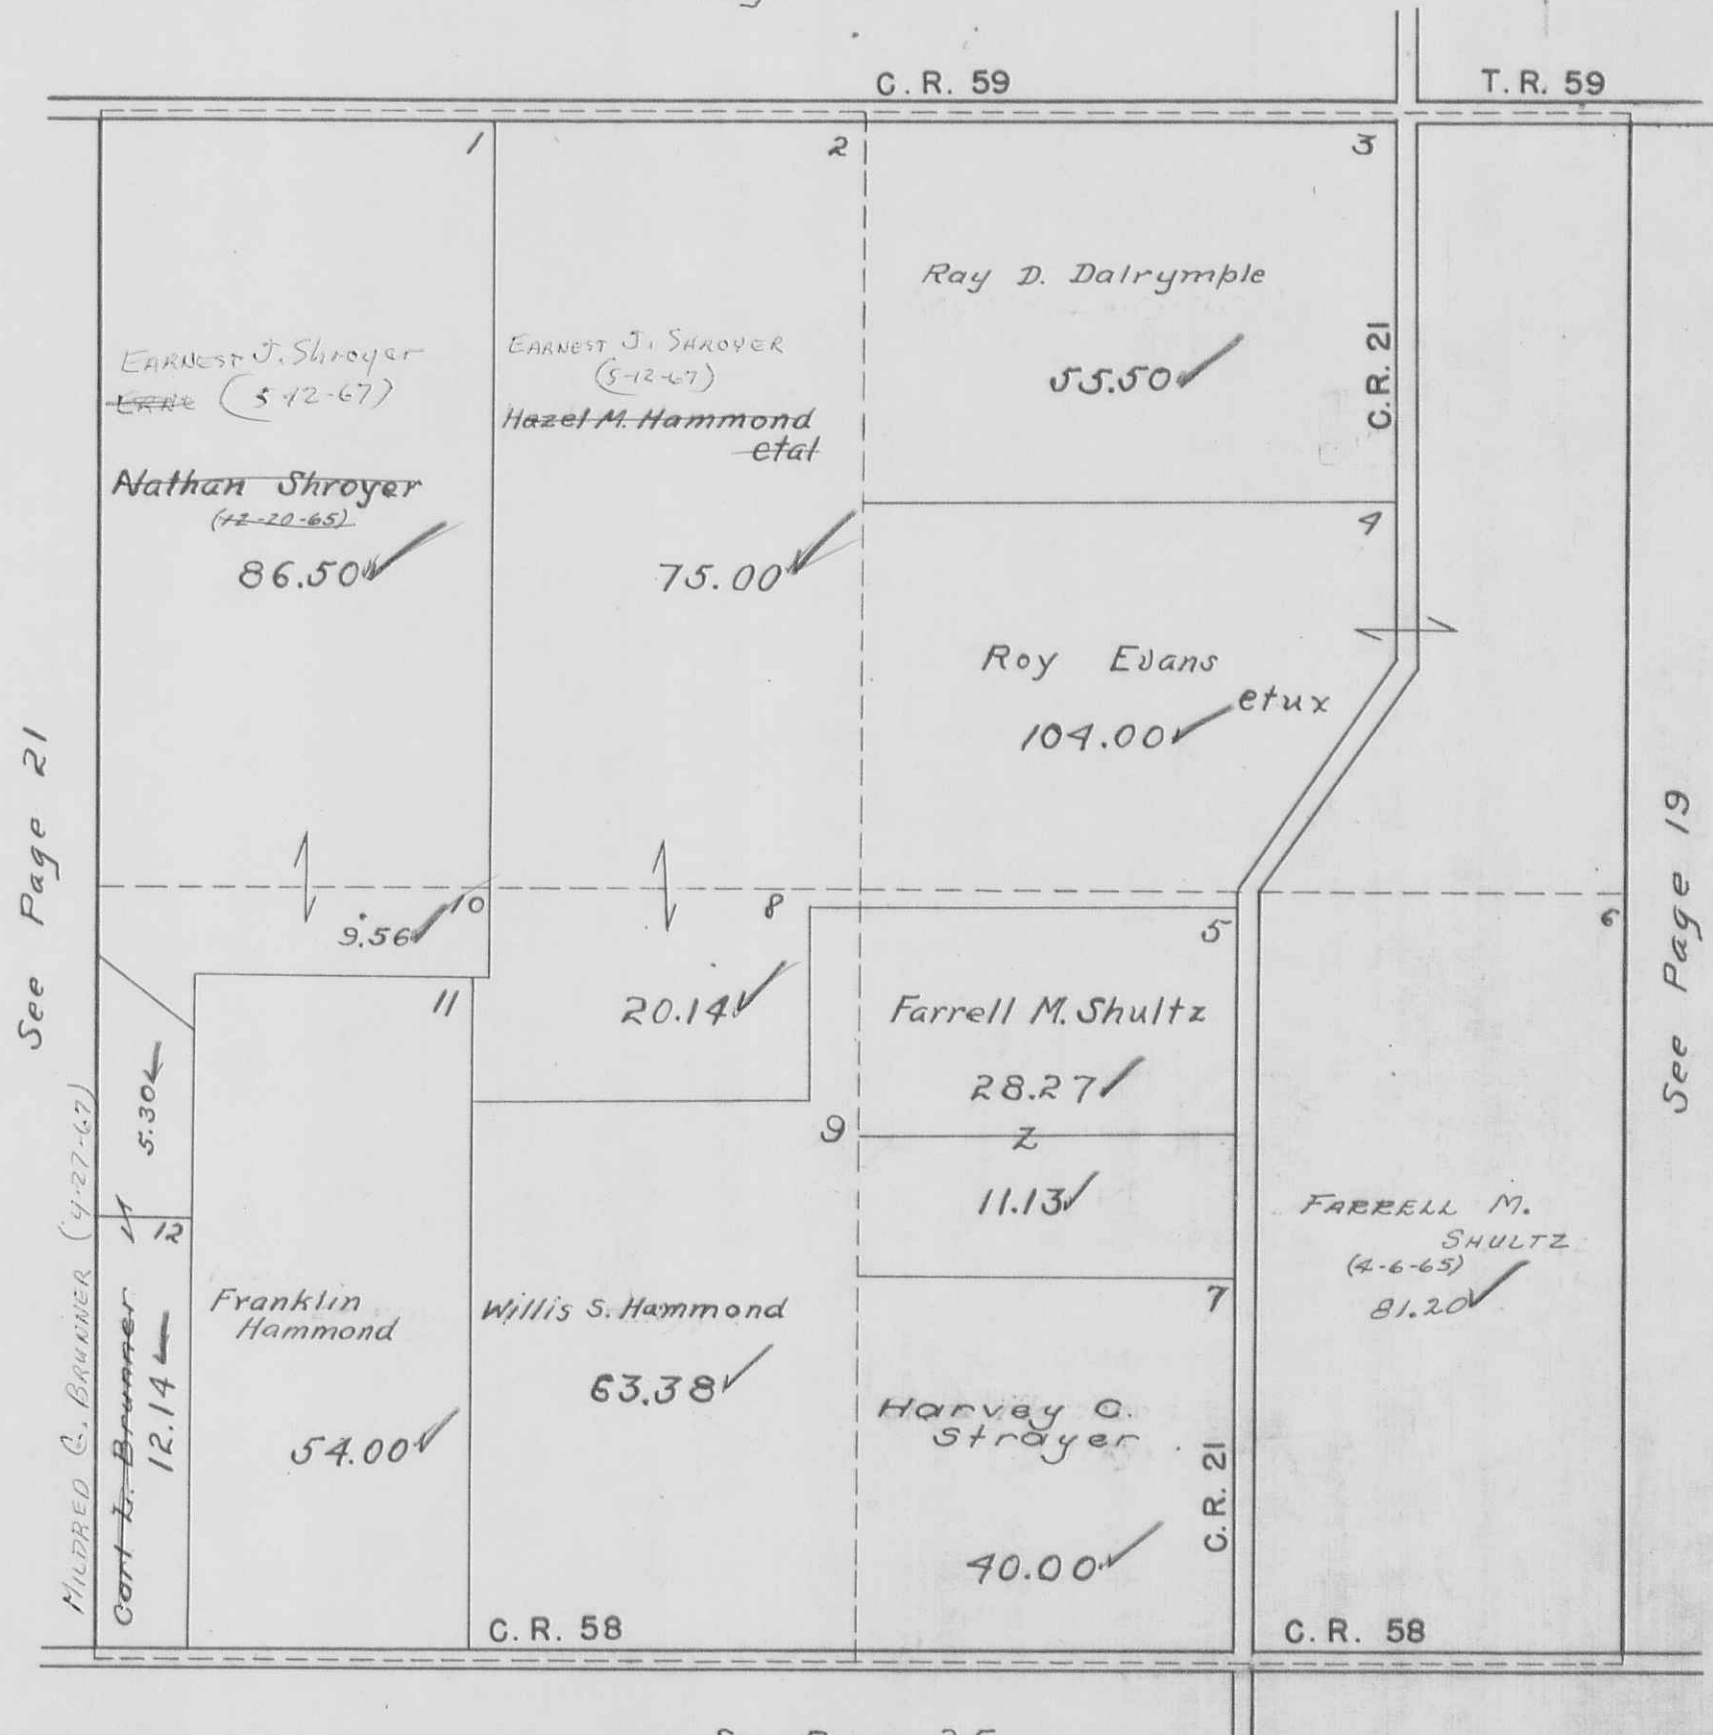 C. R. 59
T. R. 59
1
2
3
Ray D. Dalrymple
55.50
C.R. 21
EARNEST J. Shroyer
ERNE (5-12-67)
Nathan Shroyer
(12-20-65)
86.50
EARNEST J. SHROYER
(5-12-67)
Hazel M. Hammond
etal
75.00
4
Roy Evans
etux
104.00
See Page 21
See Page 19
9.56
10
8
5
6
11
20.14
Farrell M. Shultz
28.27
Z
9
11.13
5.30
12
FARRELL M.
SHULTZ
(4-6-65)
81.20
MILDRED C. BRUNNER (4-27-67)
Carl L. Brunner
12.14
Franklin
Hammond
54.00
Willis S. Hammond
63.38
7
Harvey C.
Strayer
40.00
C.R. 21
C. R. 58
C. R. 58